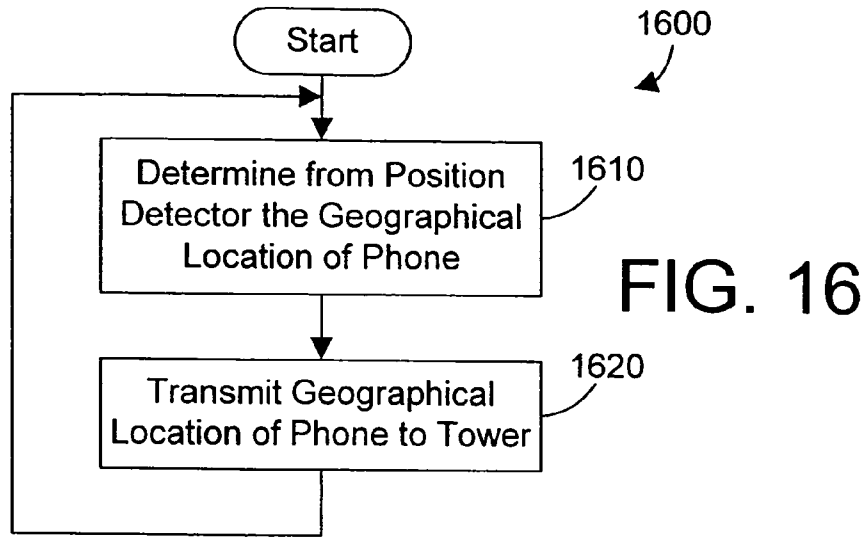 Start
1600
Determine from Position
Detector the Geographical
Location of Phone
1610
FIG. 16
Transmit Geographical
Location of Phone to Tower
1620